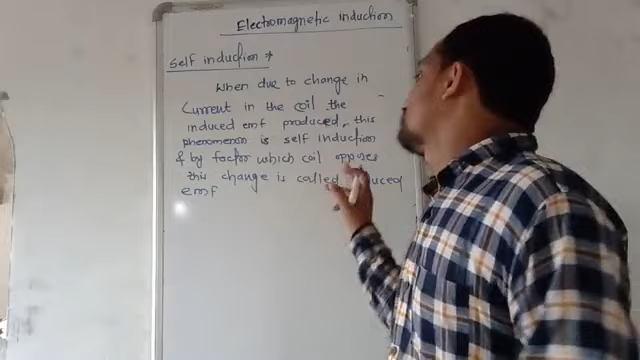 Electromagnetic induction
Self induction →
When due to change in
Current in the coil the
induced emf produced, this
phenomenon is self induction
& by factor which coil opposes
this change is called
emf